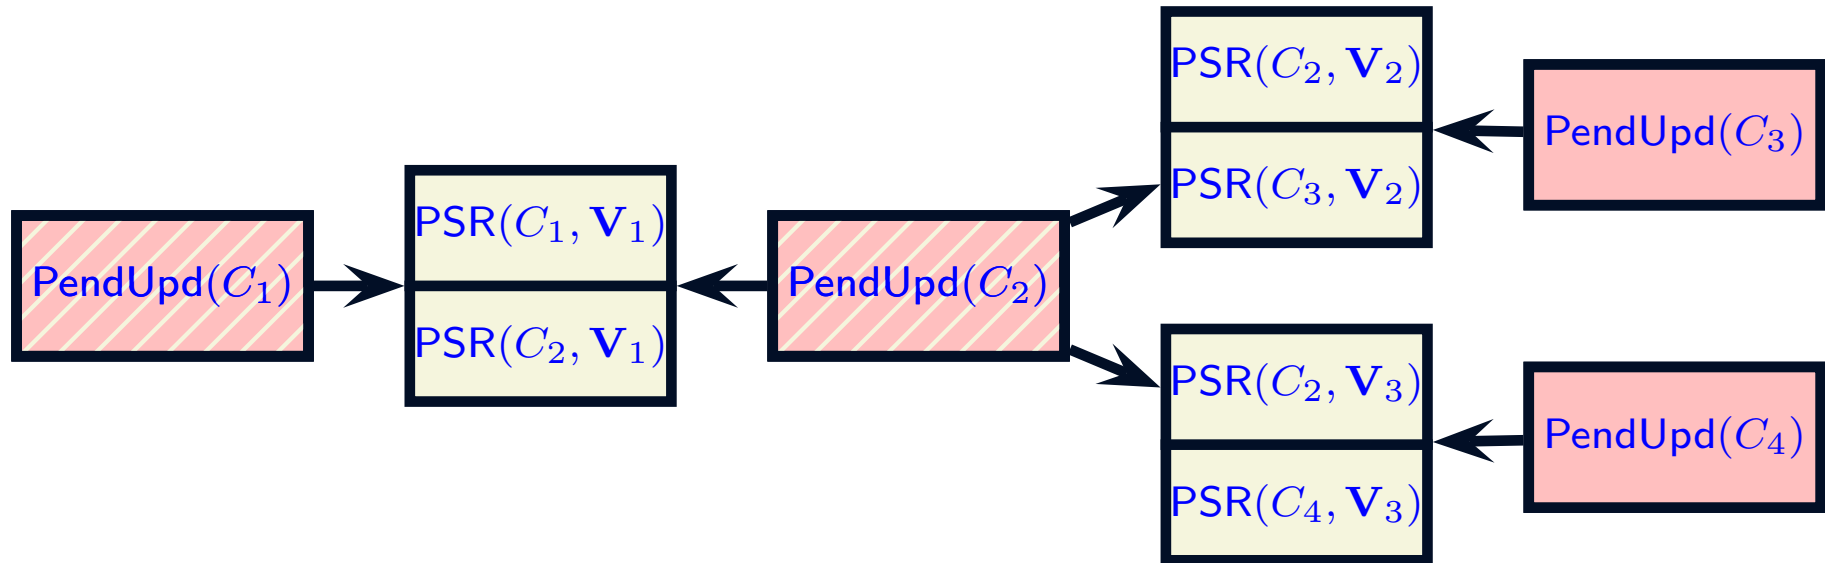 PendUpd(C₁)
PSR(C₁, V₁)
PSR(C₂, V₁)
PendUpd(C₂)
PSR(C₂, V₂)
PSR(C₃, V₂)
PendUpd(C₃)
PSR(C₂, V₃)
PSR(C₄, V₃)
PendUpd(C₄)